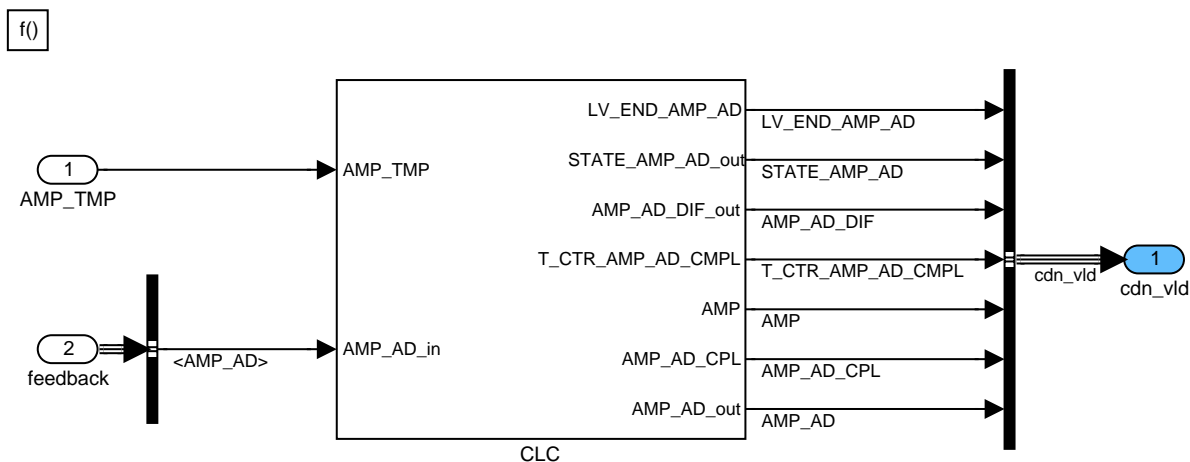 f()
LV_END_AMP_AD
LV_END_AMP_AD
1
AMP_TMP
AMP_TMP
STATE_AMP_AD_out
STATE_AMP_AD
AMP_AD_DIF_out
AMP_AD_DIF
T_CTR_AMP_AD_CMPL
T_CTR_AMP_AD_CMPL
1
cdn_vld
cdn_vld
AMP
AMP
2
feedback
<AMP_AD>
AMP_AD_in
AMP_AD_CPL
AMP_AD_CPL
AMP_AD_out
AMP_AD
CLC